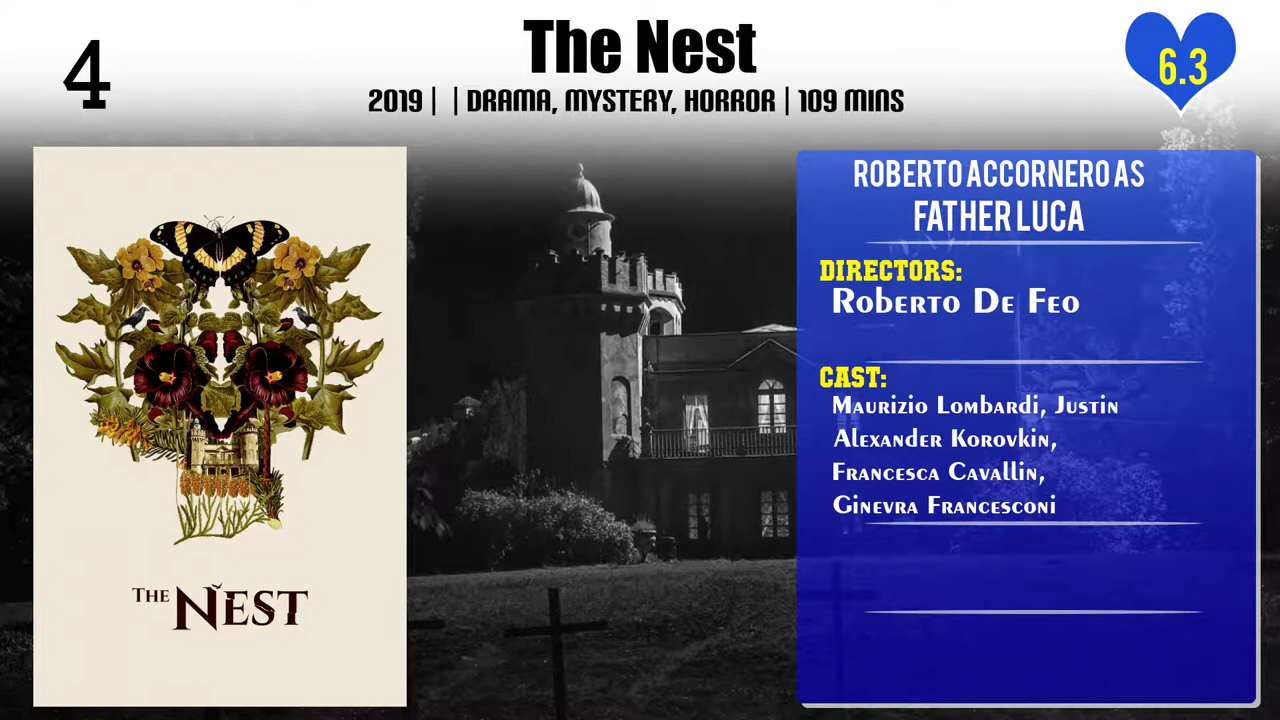 4
The Nest
6.3
2019 | | DRAMA, MYSTERY, HORROR | 109 MINS
ROBERTO ACCORNERO AS
FATHER LUCA
DIRECTORS:
Roberto De Feo
CAST:
Maurizio Lombardi, Justin
Alexander Korovkin,
Francesca Cavallin,
Ginevra Francesconi
THE NEST